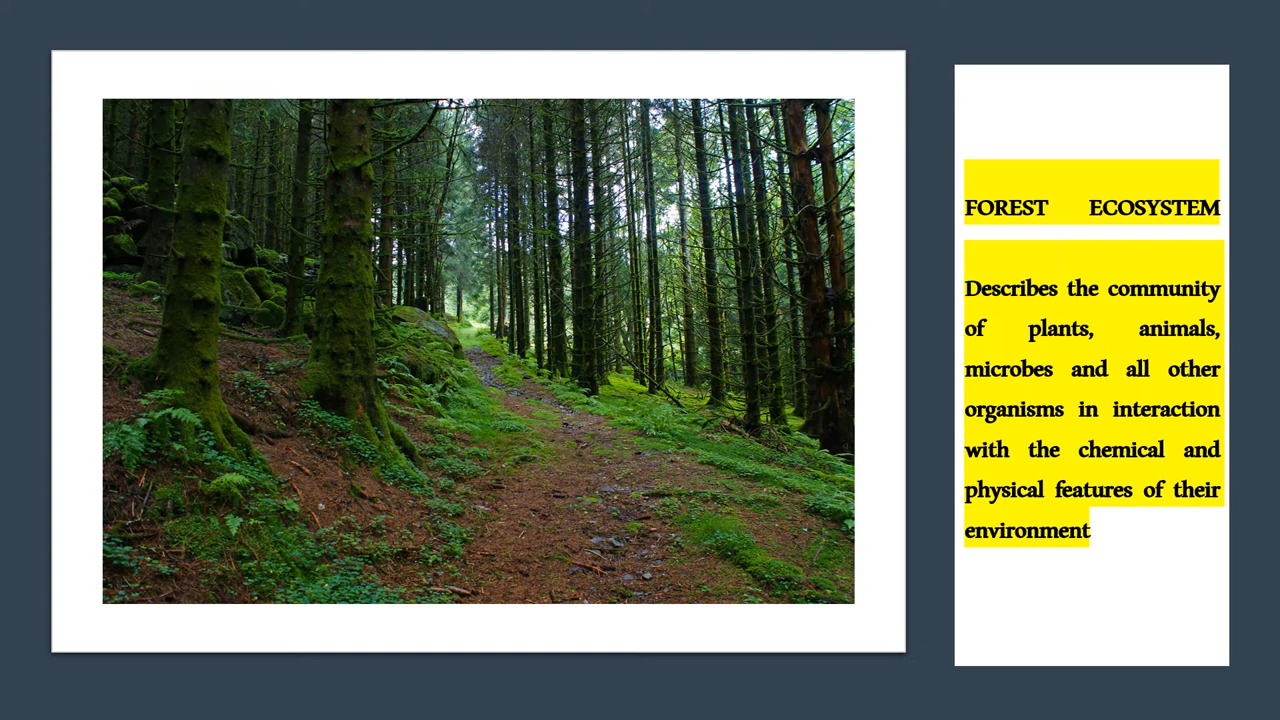 FOREST ECOSYSTEM
Describes the community
of plants, animals,
microbes and all other
organisms in interaction
with the chemical and
physical features of their
environment